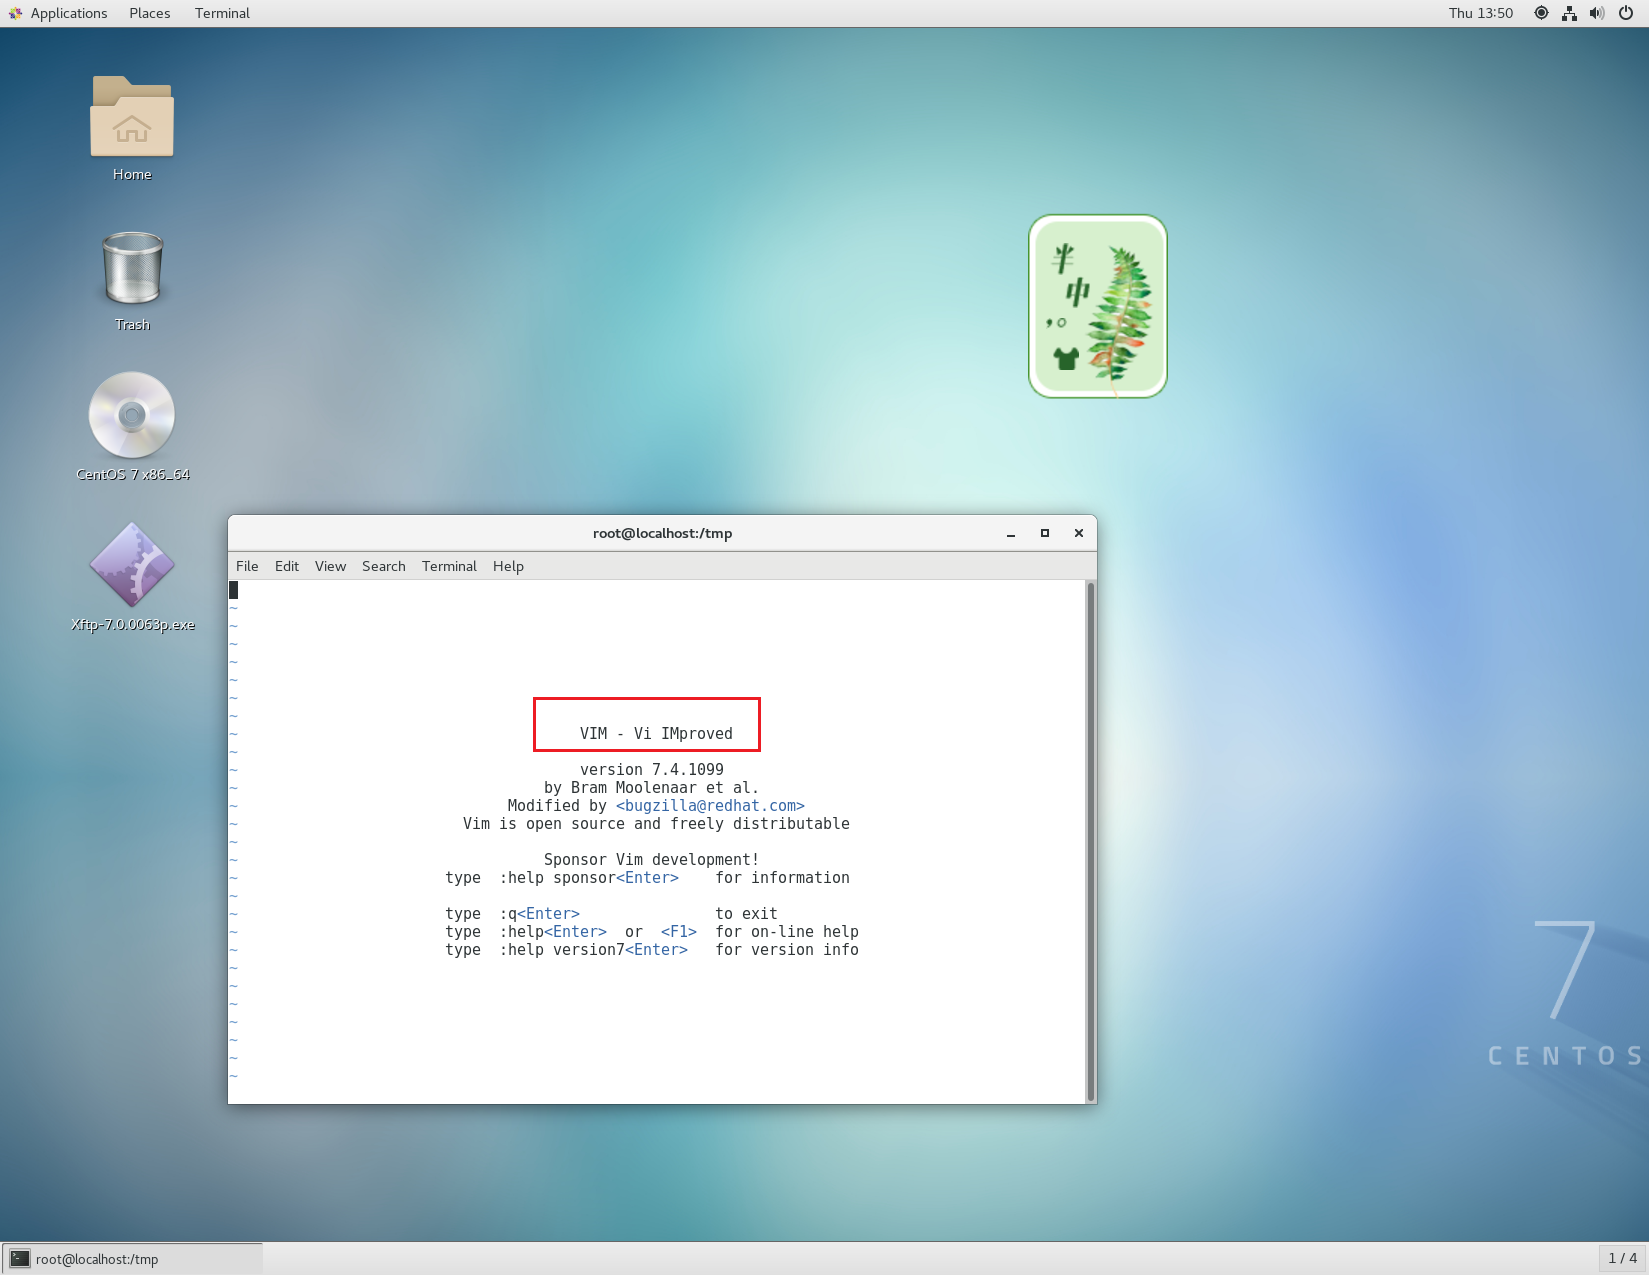 Applications Places Terminal Thu 13:50
Home
Trash
CentOS 7 x86_64
Xftp-7.0.0063p.exe
半
中
，。
root@localhost:/tmp
File Edit View Search Terminal Help
~
~
~
~
~
~
~
~
~ VIM - Vi IMproved
~
~ version 7.4.1099
~ by Bram Moolenaar et al.
~ Modified by <bugzilla@redhat.com>
~ Vim is open source and freely distributable
~
~ Sponsor Vim development!
~ type :help sponsor<Enter> for information
~
~ type :q<Enter> to exit
~ type :help<Enter> or <F1> for on-line help
~ type :help version7<Enter> for version info
~
~
~
~
~
~
7
CENTOS
root@localhost:/tmp 1 / 4